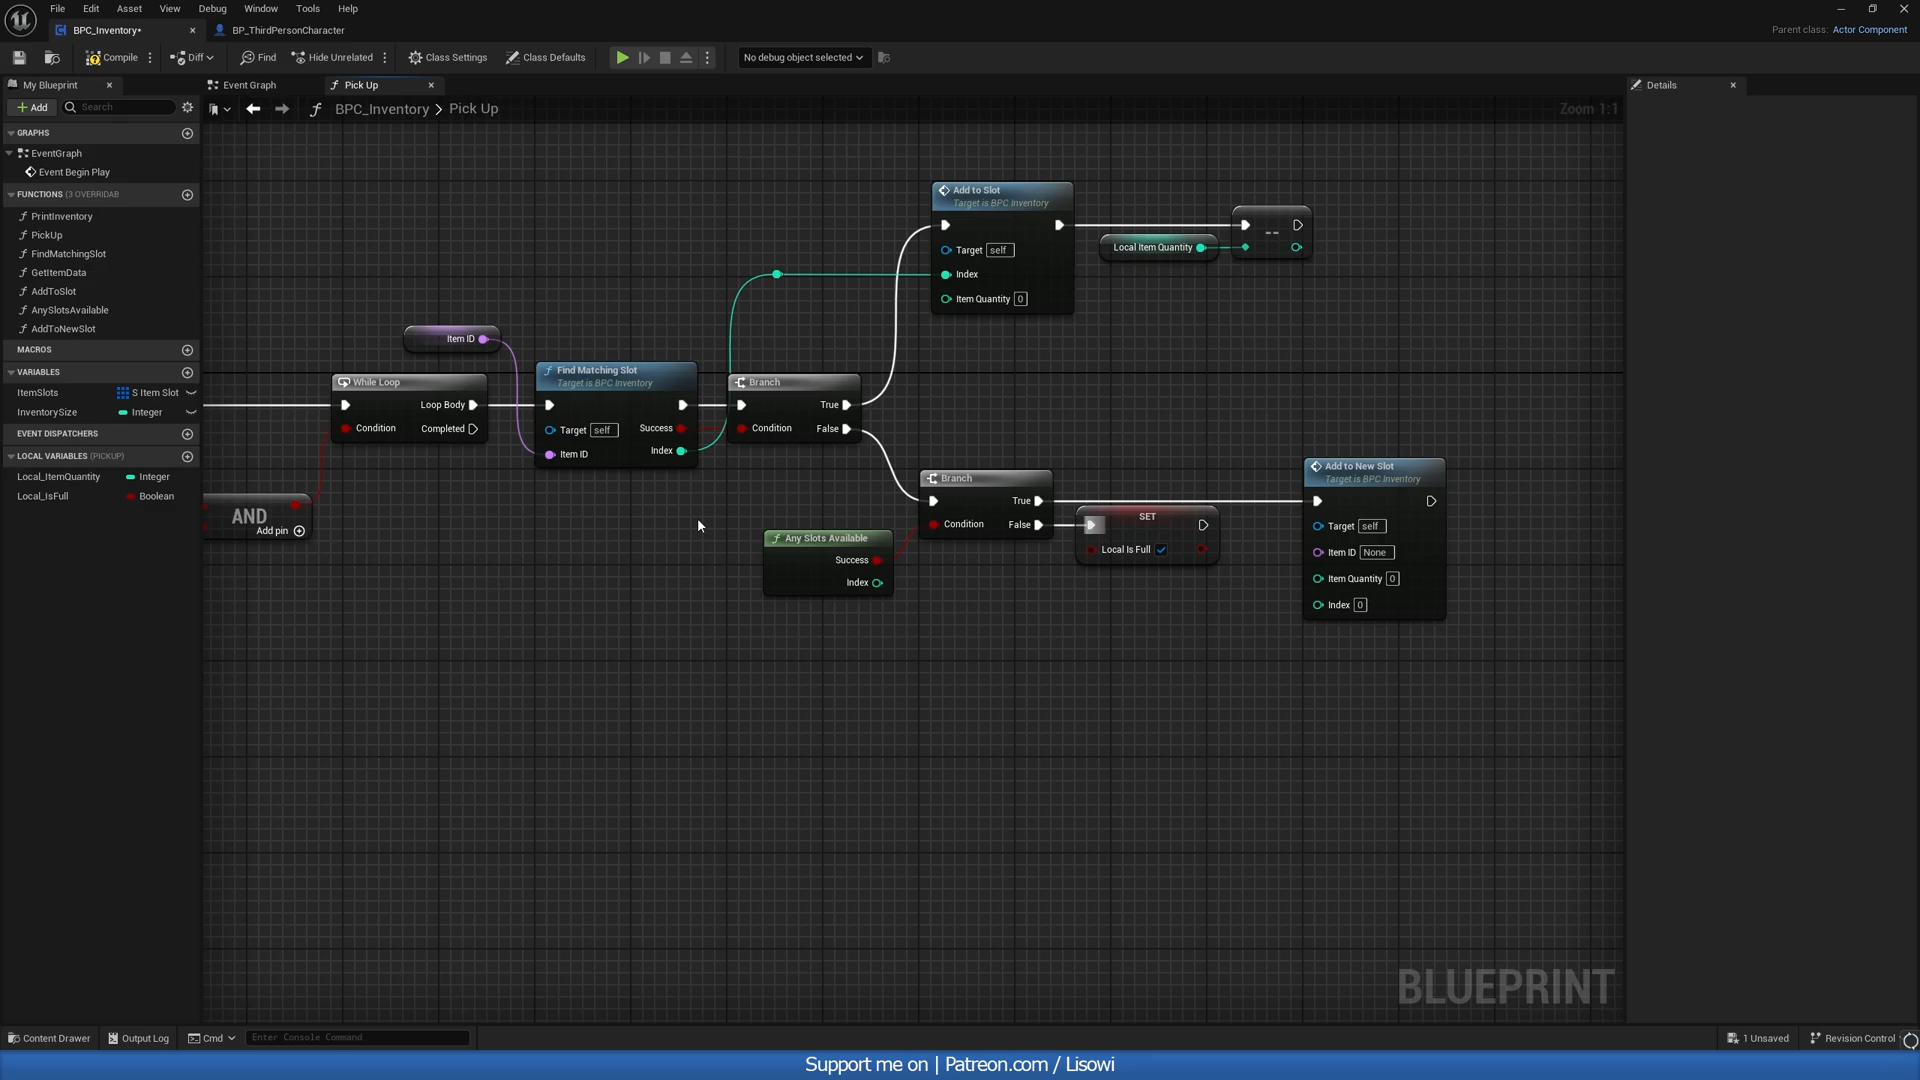 File Edit Asset View Debug Window Tools Help
BPC_Inventory•
BP_ThirdPersonCharacter
Parent class: Actor Component
Compile
Diff
Find
Hide Unrelated
Class Settings
Class Defaults
No debug object selected
My Blueprint
Event Graph
Pick Up
Details
Add
Search
BPC_Inventory > Pick Up
Zoom 1:1
GRAPHS
EventGraph
Event Begin Play
FUNCTIONS (3 OVERRIDAB
PrintInventory
PickUp
FindMatchingSlot
GetItemData
AddToSlot
AnySlotsAvailable
AddToNewSlot
MACROS
VARIABLES
ItemSlots S Item Slot
InventorySize Integer
EVENT DISPATCHERS
LOCAL VARIABLES (PICKUP)
Local_ItemQuantity Integer
Local_IsFull Boolean
AND
Add pin
Item ID
While Loop
Loop Body
Condition
Completed
Find Matching Slot
Target is BPC Inventory
Target self
Success
Index
Item ID
Branch
True
Condition
False
Add to Slot
Target is BPC Inventory
Target self
Index
Item Quantity 0
Local Item Quantity
--
Any Slots Available
Success
Index
Branch
True
Condition
False
SET
Local Is Full
Add to New Slot
Target is BPC Inventory
Target self
Item ID None
Item Quantity 0
Index 0
BLUEPRINT
Content Drawer
Output Log
Cmd
Enter Console Command
1 Unsaved
Revision Control
Support me on | Patreon.com / Lisowi